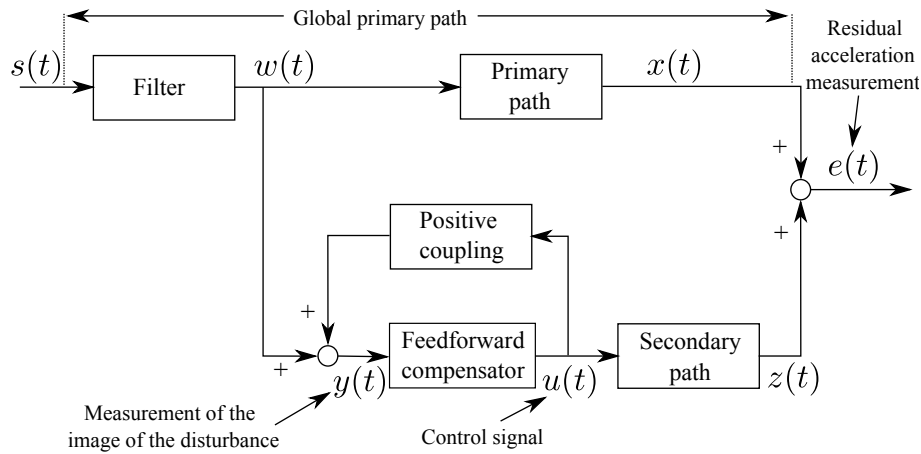 Global primary path
Residual
acceleration
measurement
s(t)
Filter
w(t)
Primary
path
x(t)
+
e(t)
+
Positive
coupling
+
+
y(t)
Feedforward
compensator
u(t)
Secondary
path
z(t)
Measurement of the
image of the disturbance
Control signal